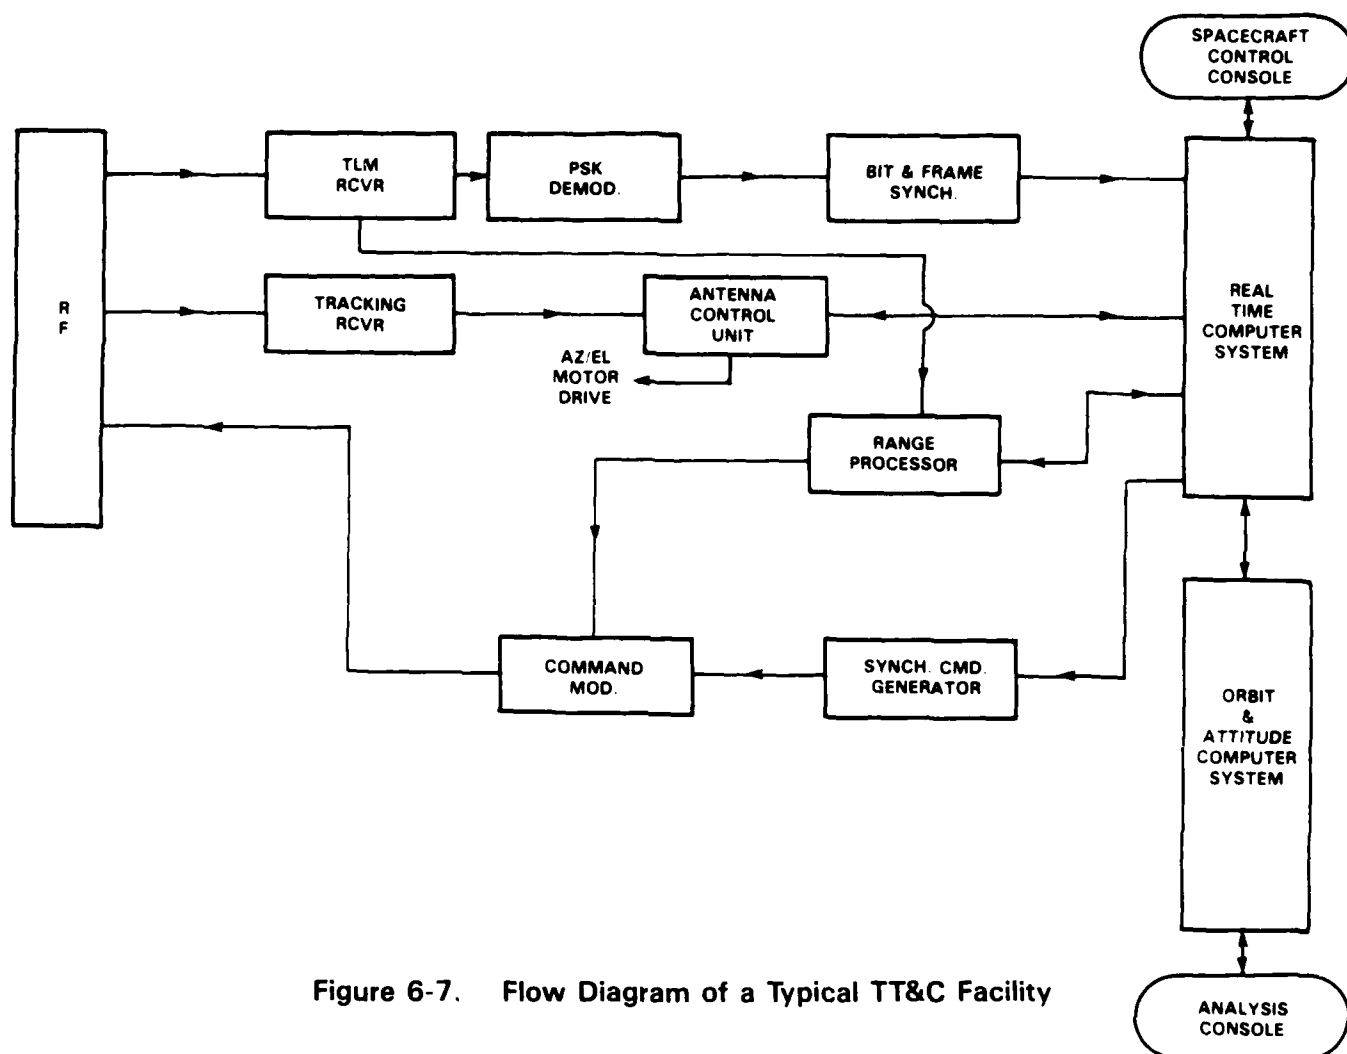 SPACECRAFT
CONTROL
CONSOLE
TLM
RCVR
PSK
DEMOD.
BIT & FRAME
SYNCH.
R
F
TRACKING
RCVR
ANTENNA
CONTROL
UNIT
REAL
TIME
COMPUTER
SYSTEM
AZ/EL
MOTOR
DRIVE
RANGE
PROCESSOR
COMMAND
MOD.
SYNCH. CMD.
GENERATOR
ORBIT
&
ATTITUDE
COMPUTER
SYSTEM
Figure 6-7. Flow Diagram of a Typical TT&C Facility
ANALYSIS
CONSOLE